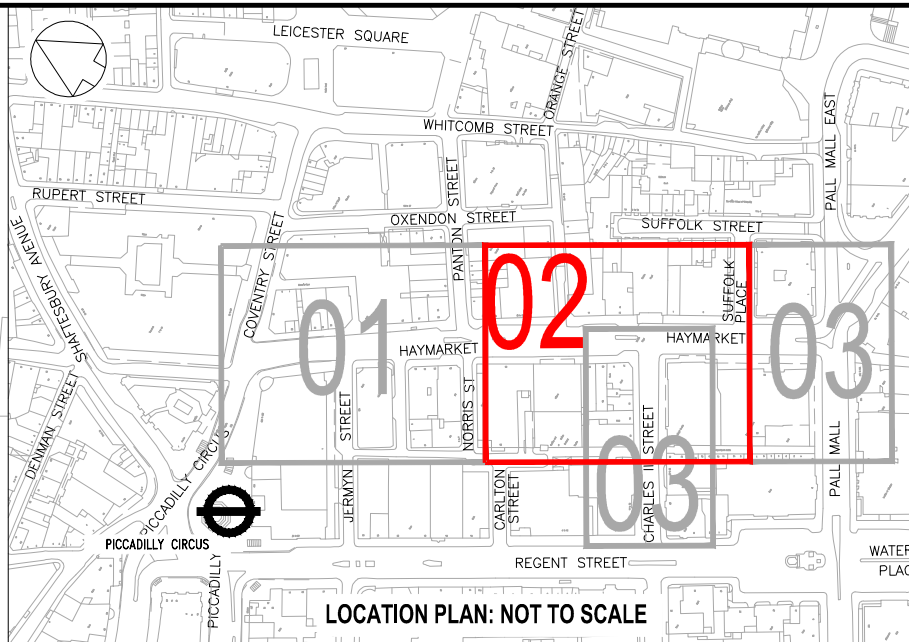 LEICESTER SQUARE
ORANGE STREET
WHITCOMB STREET
PALL MALL EAST
RUPERT STREET
PANTON STREET
OXENDON STREET
SUFFOLK STREET
SHAFTESBURY AVENUE
COVENTRY STREET
SUFFOLK
PLACE
01
02
03
HAYMARKET
HAYMARKET
DENMAN STREET
JERMYN STREET
NORRIS ST
CARLTON
STREET
CHARLES II STREET
03
PALL MALL
PICCADILLY CIRCUS
PICCADILLY CIRCUS
PICCADILLY
REGENT STREET
WATER
PLAC
LOCATION PLAN: NOT TO SCALE